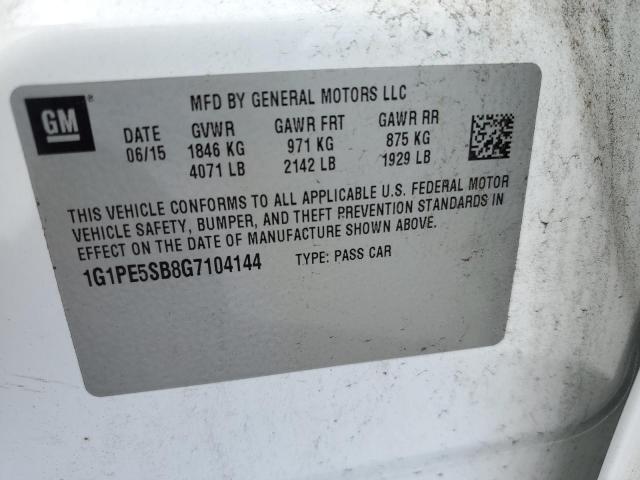 GM
®
MFD BY GENERAL MOTORS LLC
DATE GVWR GAWR FRT GAWR RR
06/15 1846 KG 971 KG 875 KG
4071 LB 2142 LB 1929 LB
THIS VEHICLE CONFORMS TO ALL APPLICABLE U.S. FEDERAL MOTOR
VEHICLE SAFETY, BUMPER, AND THEFT PREVENTION STANDARDS IN
EFFECT ON THE DATE OF MANUFACTURE SHOWN ABOVE.
1G1PE5SB8G7104144 TYPE: PASS CAR